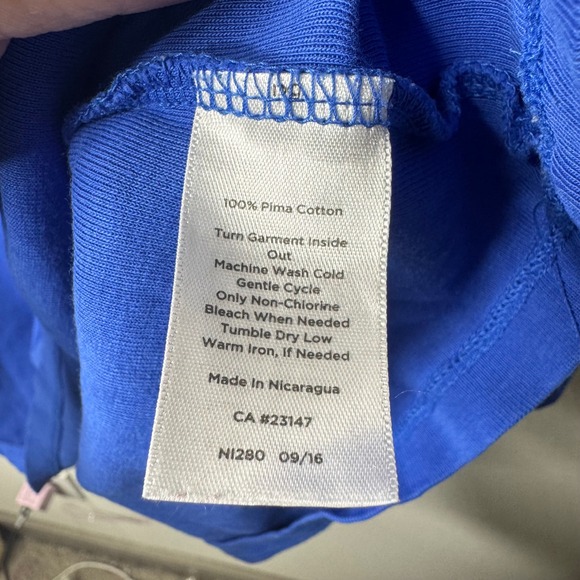 100% Pima Cotton
Turn Garment Inside
Out
Machine Wash Cold
Gentle Cycle
Only Non-Chlorine
Bleach When Needed
Tumble Dry Low
Warm Iron, If Needed
Made In Nicaragua
CA #23147
NI280 09/16